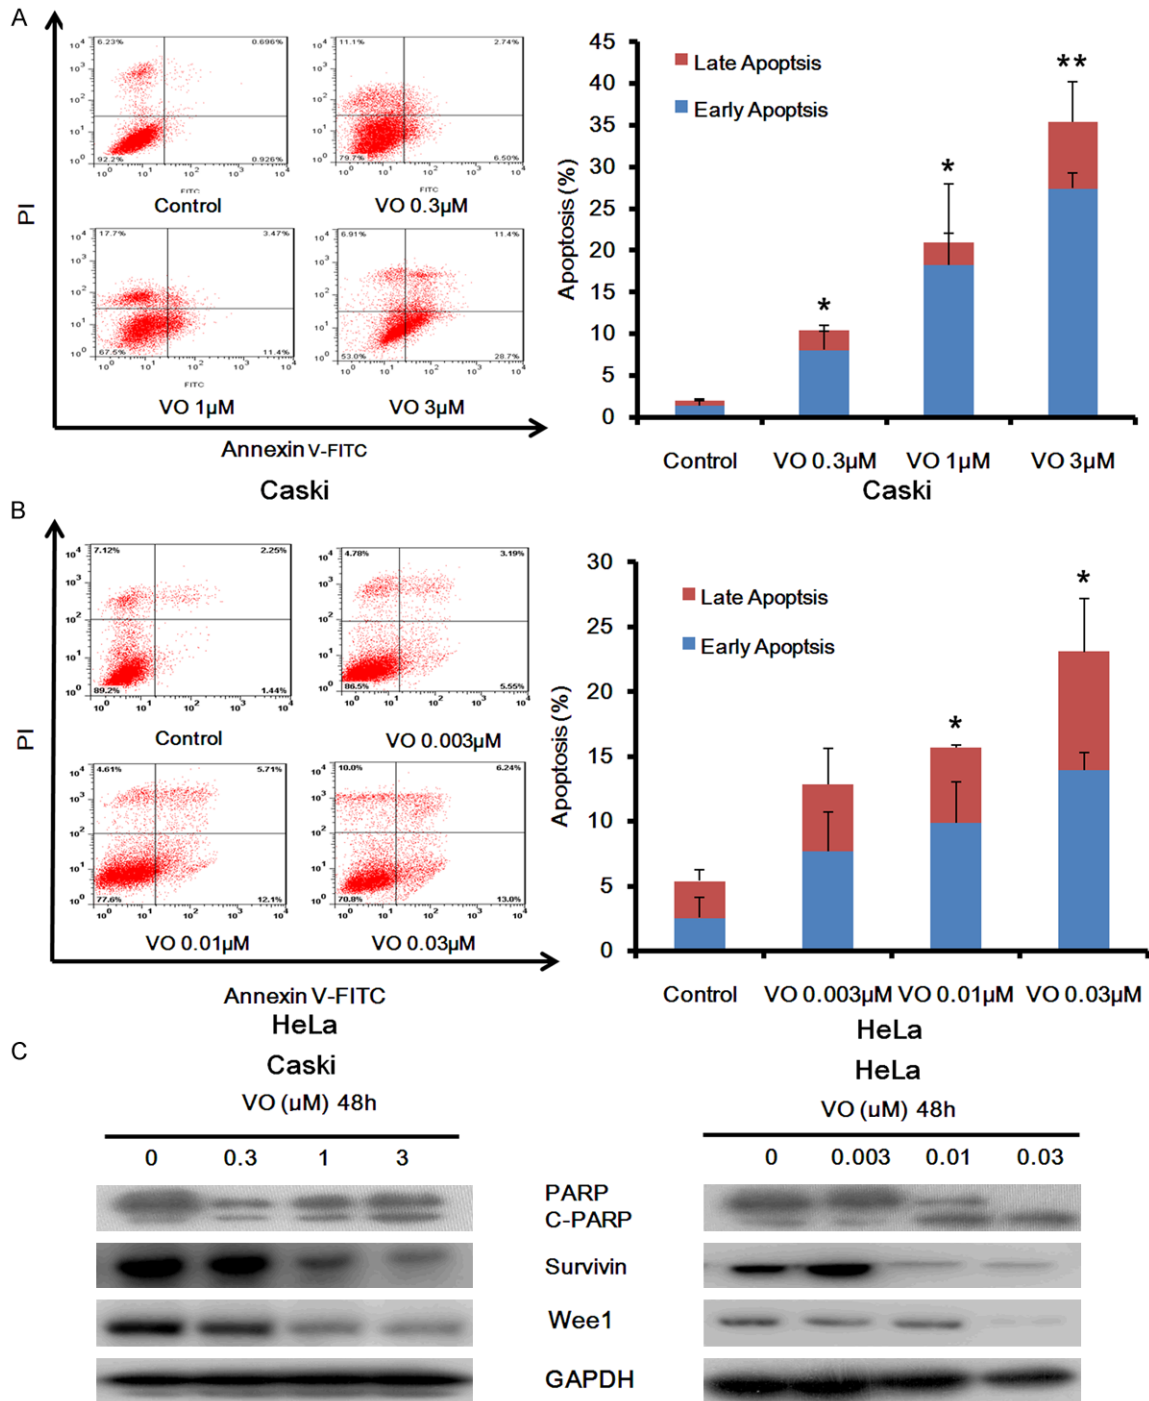 A
6.23% 0.696%
92.2% 0.926%
FITC
Control
11.1% 2.74%
79.7% 6.50%
FITC
VO 0.3µM
17.7% 3.47%
67.5% 11.4%
FITC
VO 1µM
6.91% 11.4%
53.0% 28.7%
FITC
VO 3µM
PI
Annexin V-FITC
Caski
45
40
35
30
25
20
15
10
5
0
Apoptosis (%)
Late Apoptsis
Early Apoptsis
*
*
**
Control VO 0.3µM VO 1µM VO 3µM
Caski
B
7.12% 2.25%
89.2% 1.44%
Control
4.78% 3.19%
86.5% 5.55%
VO 0.003µM
4.61% 5.71%
77.6% 12.1%
VO 0.01µM
10.0% 6.24%
70.8% 13.0%
VO 0.03µM
PI
Annexin V-FITC
HeLa
30
25
20
15
10
5
0
Apoptosis (%)
Late Apoptsis
Early Apoptsis
*
*
Control VO 0.003µM VO 0.01µM VO 0.03µM
HeLa
C
Caski
VO (µM) 48h
0 0.3 1 3
HeLa
VO (µM) 48h
0 0.003 0.01 0.03
PARP
C-PARP
Survivin
Wee1
GAPDH